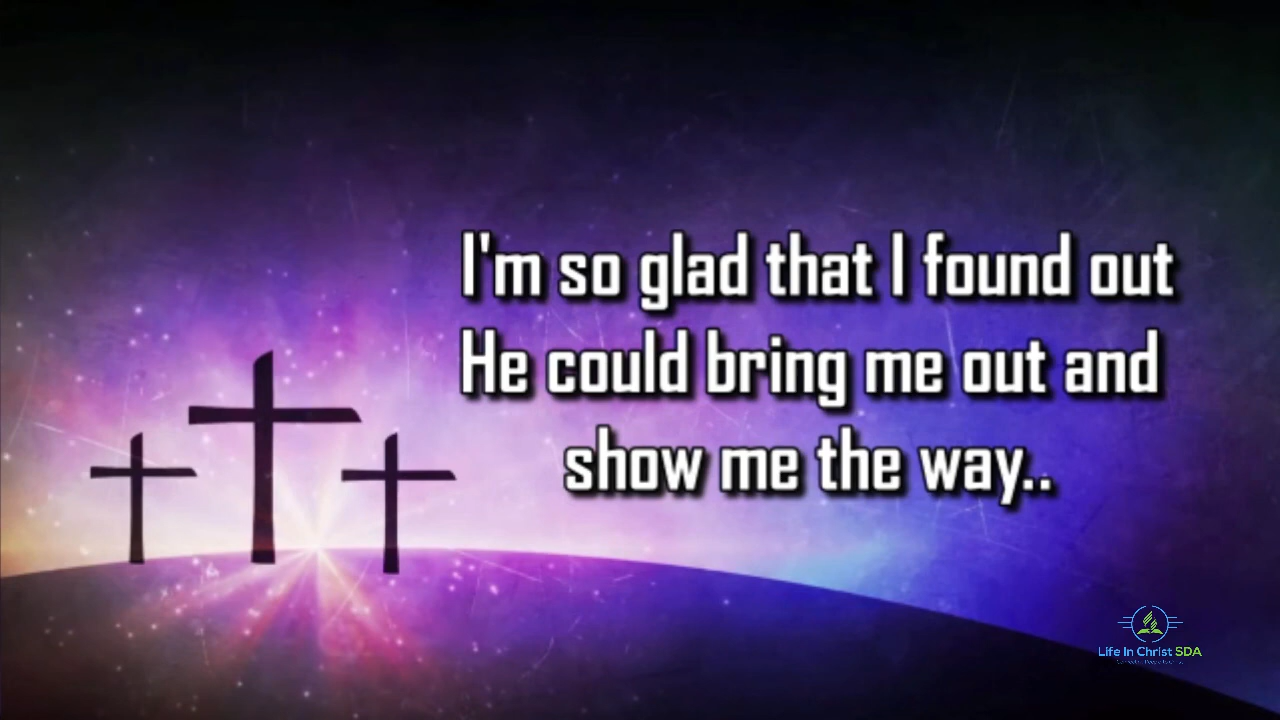 I'm so glad that I found out
He could bring me out and
show me the way..
Life In Christ SDA